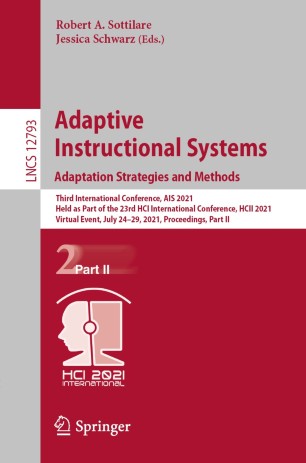 Robert A. Sottilare
Jessica Schwarz (Eds.)
LNCS 12793
Adaptive
Instructional Systems
Adaptation Strategies and Methods
Third International Conference, AIS 2021
Held as Part of the 23rd HCI International Conference, HCII 2021
Virtual Event, July 24–29, 2021, Proceedings, Part II
2 Part II
HCI 2021
INTERNATIONAL
Springer